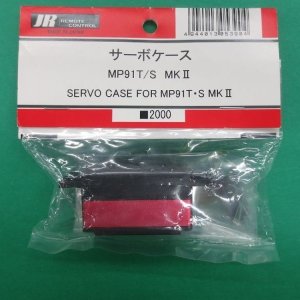 JR REMOTE CONTROL
サーボケース
MP91T/S MKⅡ
SERVO CASE FOR MP91T・S MKⅡ
■2000